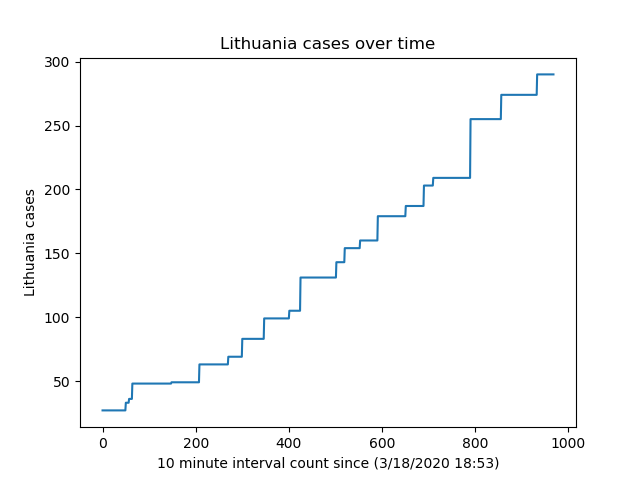 Lithuania cases over time
300
250
200
150
100
50
Lithuania cases
0 200 400 600 800 1000
10 minute interval count since (3/18/2020 18:53)